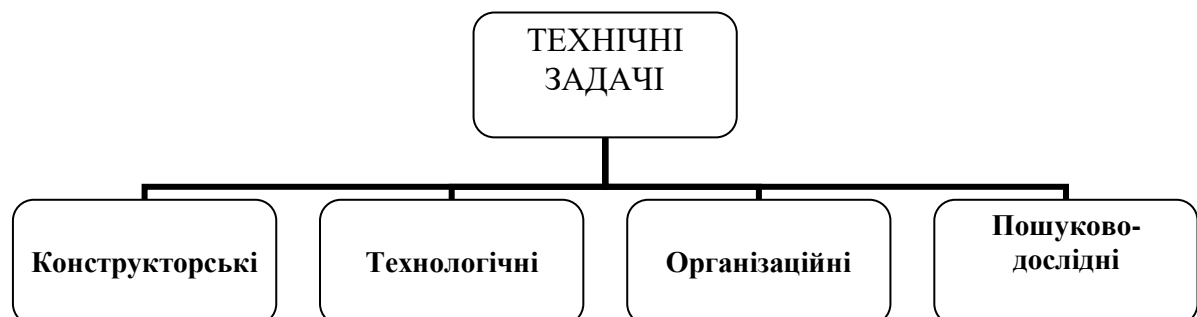 ТЕХНІЧНІ
ЗАДАЧІ
Конструкторські
Технологічні
Організаційні
Пошуково-
дослідні